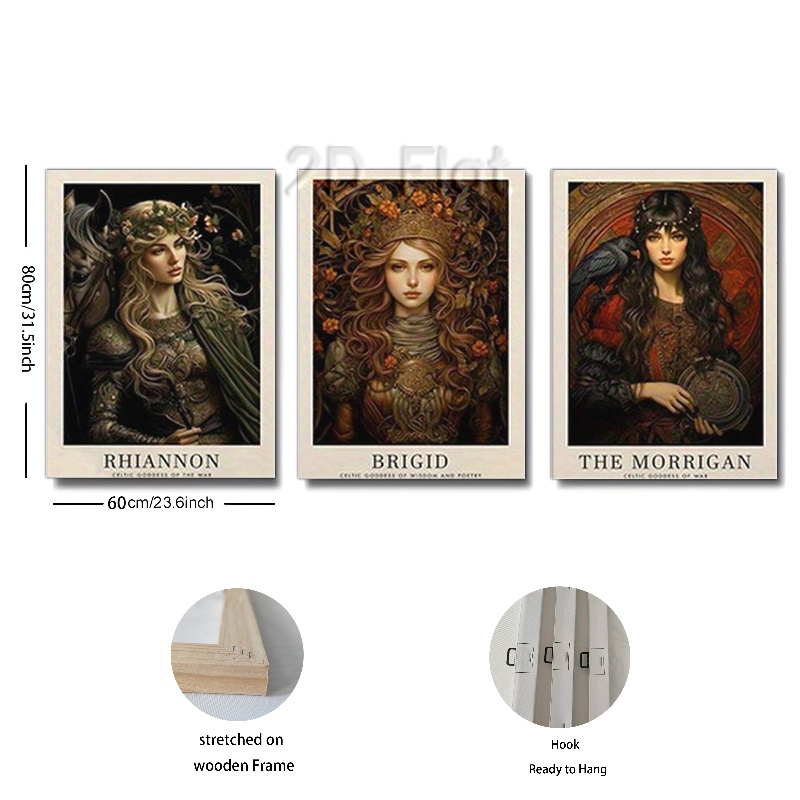 2D Flat
80cm/31.5inch
RHIANNON
CELTIC GODDESS OF THE WAR
BRIGID
CELTIC GODDESS OF WISDOM AND POETRY
THE MORRIGAN
CELTIC GODDESS OF WAR
60cm/23.6inch
stretched on
wooden Frame
Hook
Ready to Hang